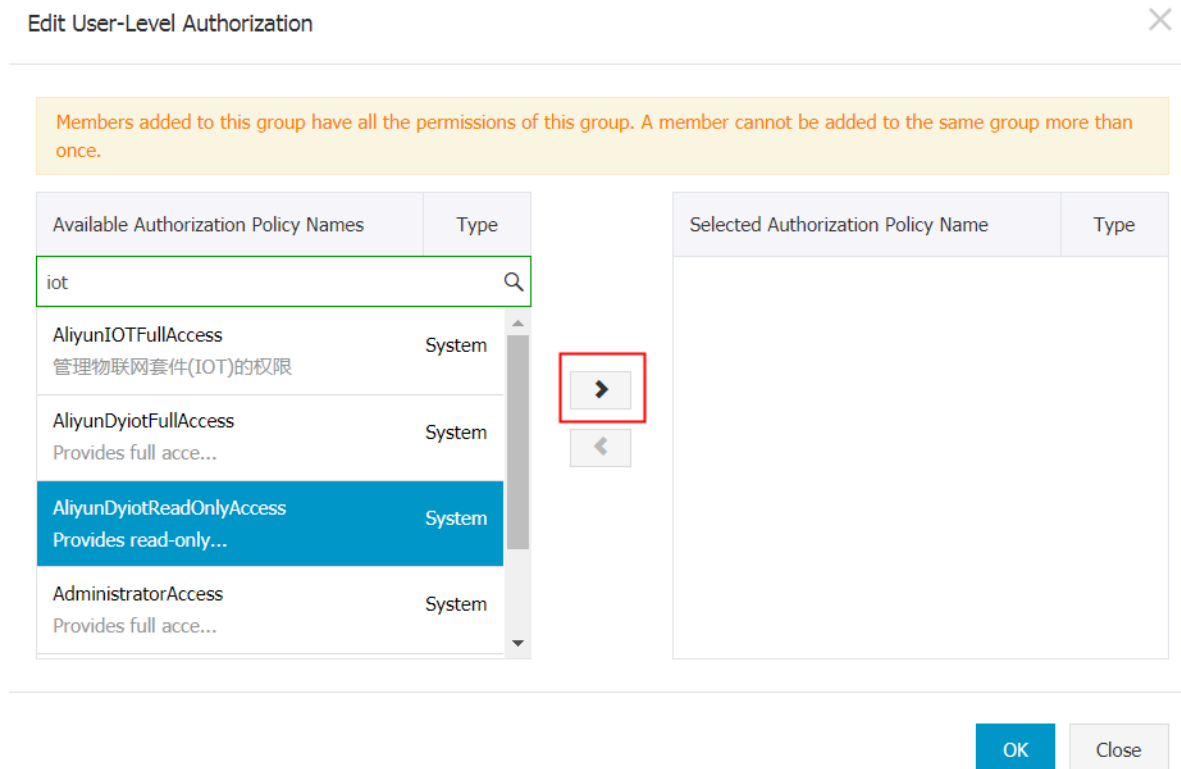 Edit User-Level Authorization
Members added to this group have all the permissions of this group. A member cannot be added to the same group more than
once.
Available Authorization Policy Names Type
Selected Authorization Policy Name Type
iot
AliyunIOTFullAccess System
管理物联网套件(IOT)的权限
AliyunDyiotFullAccess System
Provides full acce...
AliyunDyiotReadOnlyAccess System
Provides read-only...
AdministratorAccess System
Provides full acce...
OK Close